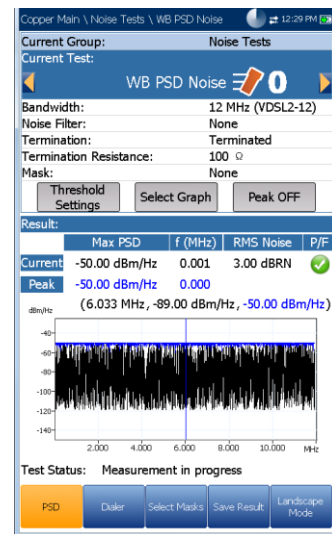 Copper Main \ Noise Tests \ WB PSD Noise 12:29 PM
Current Group: Noise Tests
Current Test:
WB PSD Noise 0
Bandwidth: 12 MHz (VDSL2-12)
Noise Filter: None
Termination: Terminated
Termination Resistance: 100 Ω
Mask: None
Threshold Settings Select Graph Peak OFF
Result:
Max PSD f (MHz) RMS Noise P/F
Current -50.00 dBm/Hz 0.001 3.00 dBRN
Peak -50.00 dBm/Hz 0.000
(6.033 MHz, -89.00 dBm/Hz, -50.00 dBm/Hz)
dBm/Hz
-40
-60
-80
-100
-120
-140
2.000 4.000 6.000 8.000 10.000 MHz
Test Status: Measurement in progress
PSD Dialer Select Masks Save Result Landscape Mode